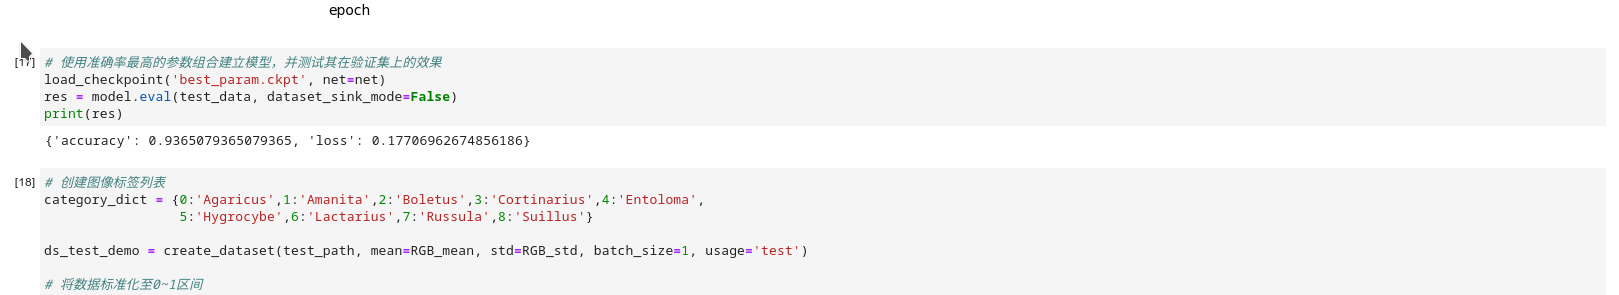 epoch
[17] # 使用准确率最高的参数组合建立模型，并测试其在验证集上的效果
load_checkpoint('best_param.ckpt', net=net)
res = model.eval(test_data, dataset_sink_mode=False)
print(res)
{'accuracy': 0.9365079365079365, 'loss': 0.17706962674856186}
[18] # 创建图像标签列表
category_dict = {0:'Agaricus',1:'Amanita',2:'Boletus',3:'Cortinarius',4:'Entoloma',
5:'Hygrocybe',6:'Lactarius',7:'Russula',8:'Suillus'}
ds_test_demo = create_dataset(test_path, mean=RGB_mean, std=RGB_std, batch_size=1, usage='test')
# 将数据标准化至0~1区间